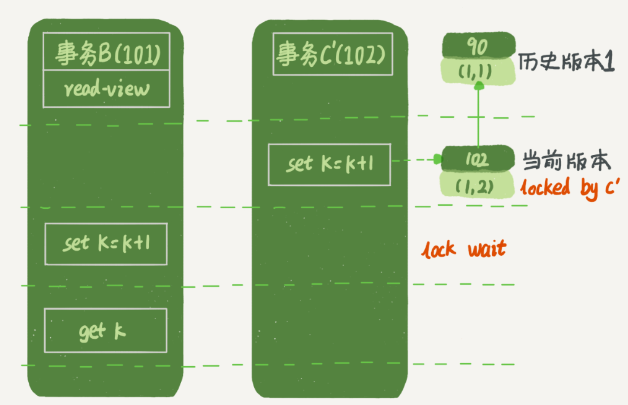 事务B(101)
read-view
事务C'(102)
90
(1,1)
历史版本1
set k=k+1
102
(1,2)
当前版本
locked by c'
set k=k+1
lock wait
get k